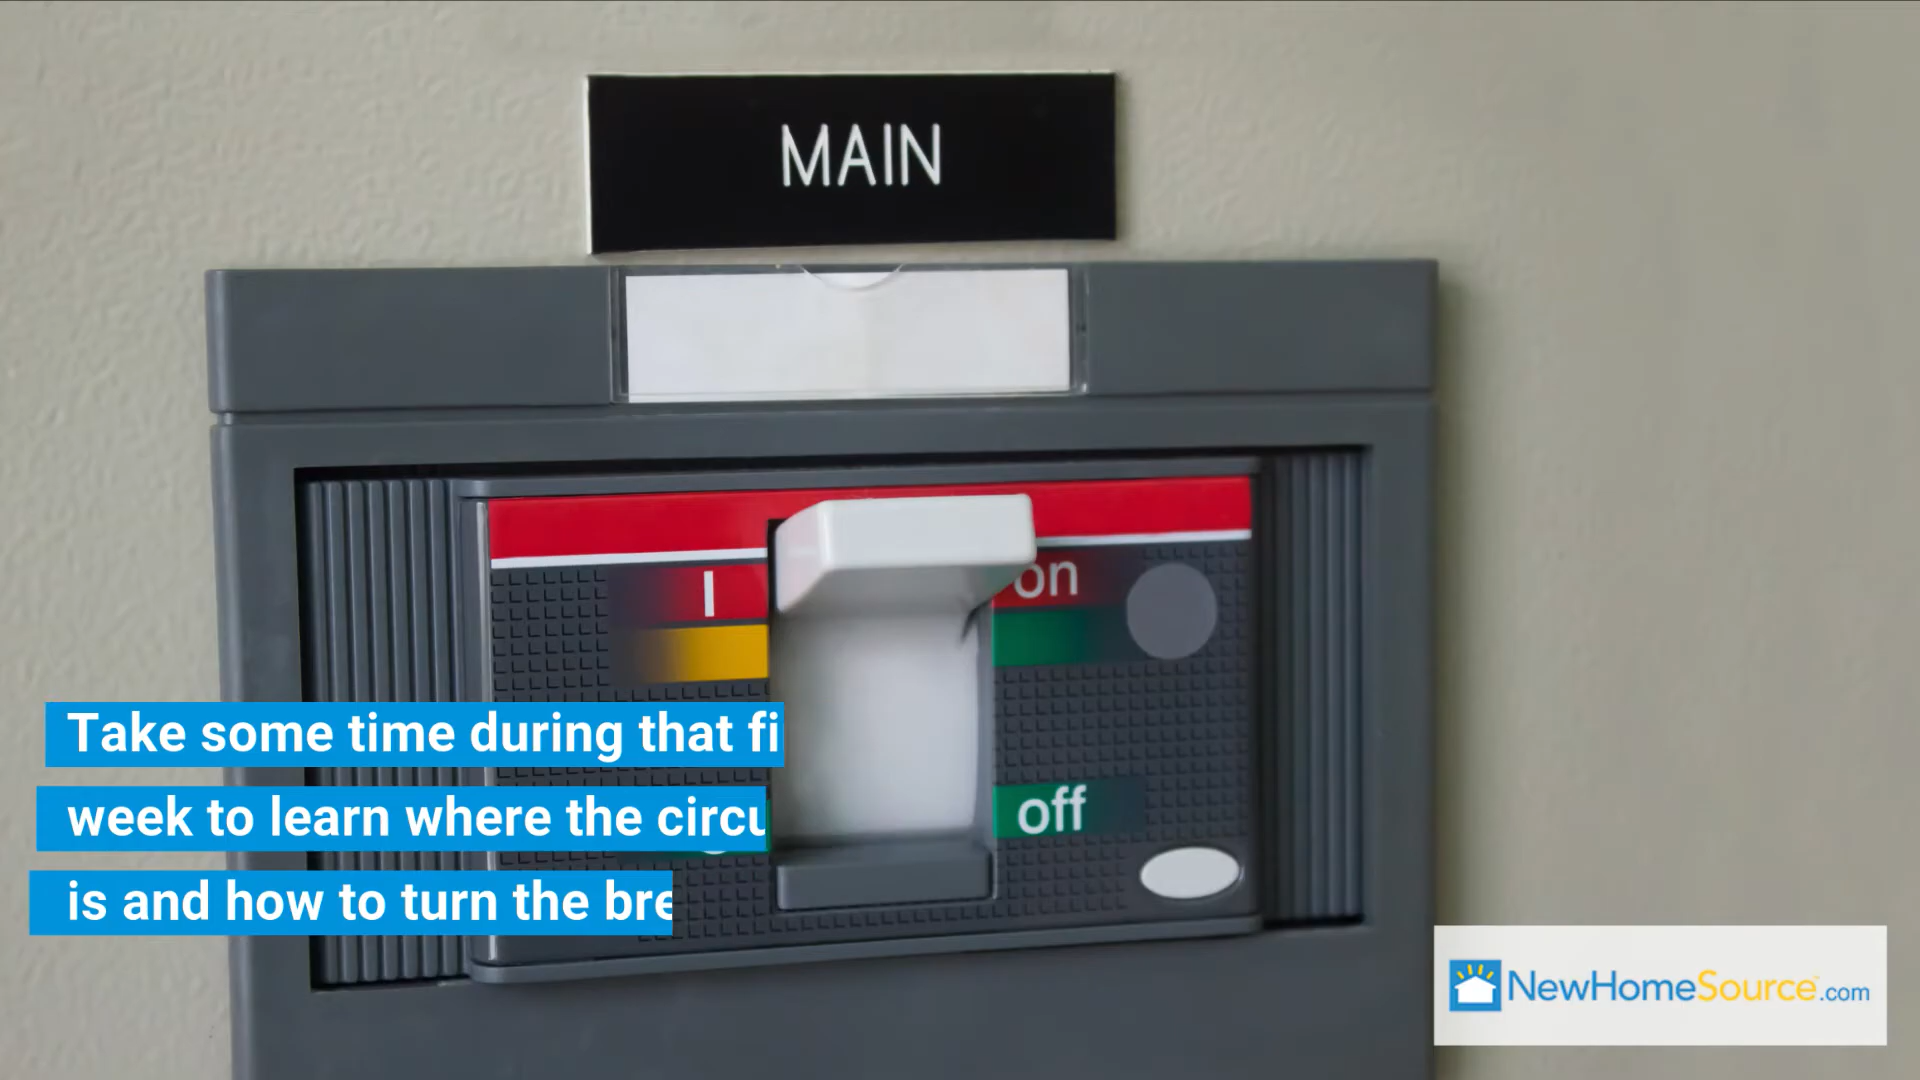 MAIN
I
on
off
Take some time during that fi
week to learn where the circu
is and how to turn the bre
NewHomeSource.com